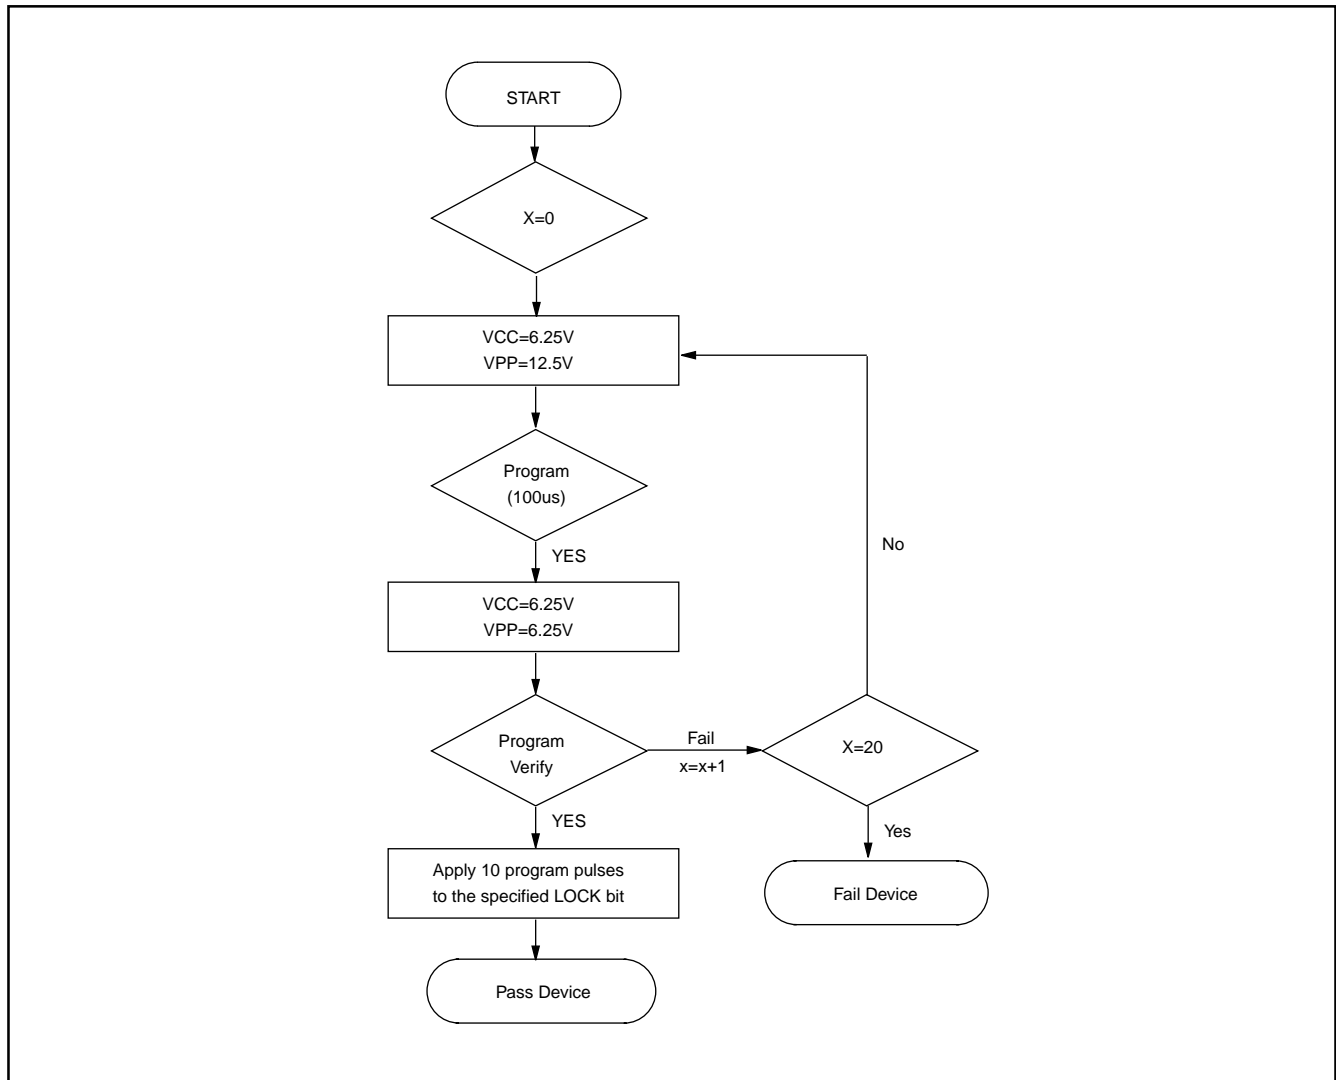 START
X=0
VCC=6.25V
VPP=12.5V
Program
(100us)
YES
VCC=6.25V
VPP=6.25V
Program
Verify
Fail
x=x+1
X=20
No
Yes
Fail Device
YES
Apply 10 program pulses
to the specified LOCK bit
Pass Device